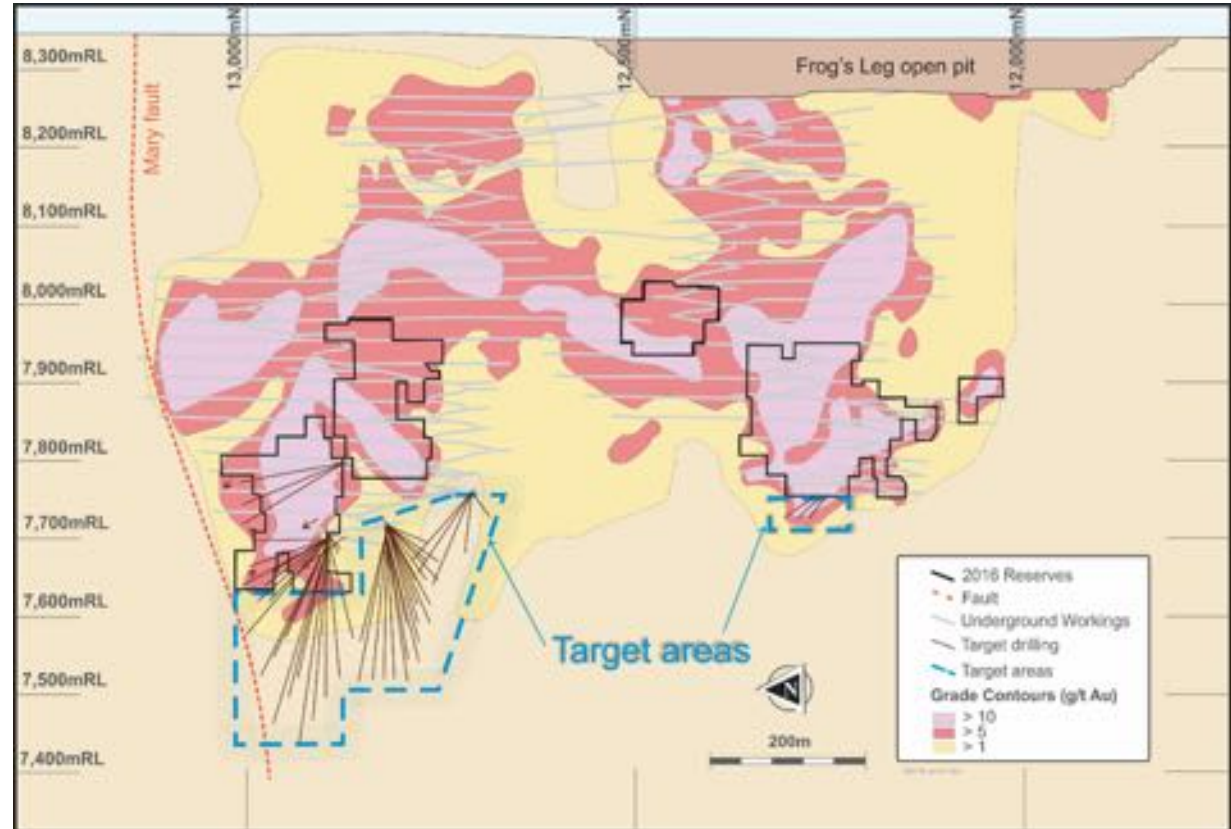 13,000mN
12,500mN
12,000mN
8,300mRL
8,200mRL
8,100mRL
8,000mRL
7,900mRL
7,800mRL
7,700mRL
7,600mRL
7,500mRL
7,400mRL
Mary fault
Frog's Leg open pit
Target areas
N
200m
2016 Reserves
Fault
Underground Workings
Target drilling
Target areas
Grade Contours (g/t Au)
> 10
> 5
> 1